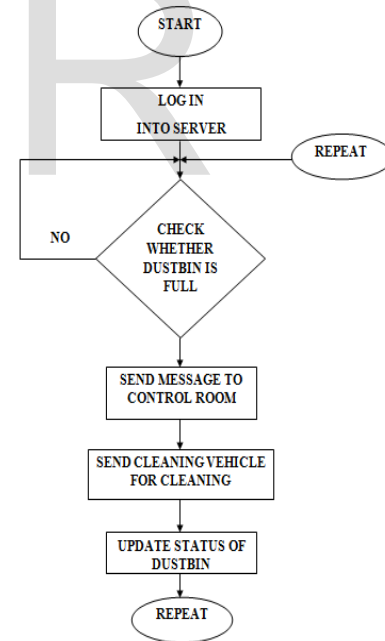 START
LOG IN
INTO SERVER
REPEAT
NO
CHECK
WHETHER
DUSTBIN IS
FULL
SEND MESSAGE TO
CONTROL ROOM
SEND CLEANING VEHICLE
FOR CLEANING
UPDATE STATUS OF
DUSTBIN
REPEAT
R